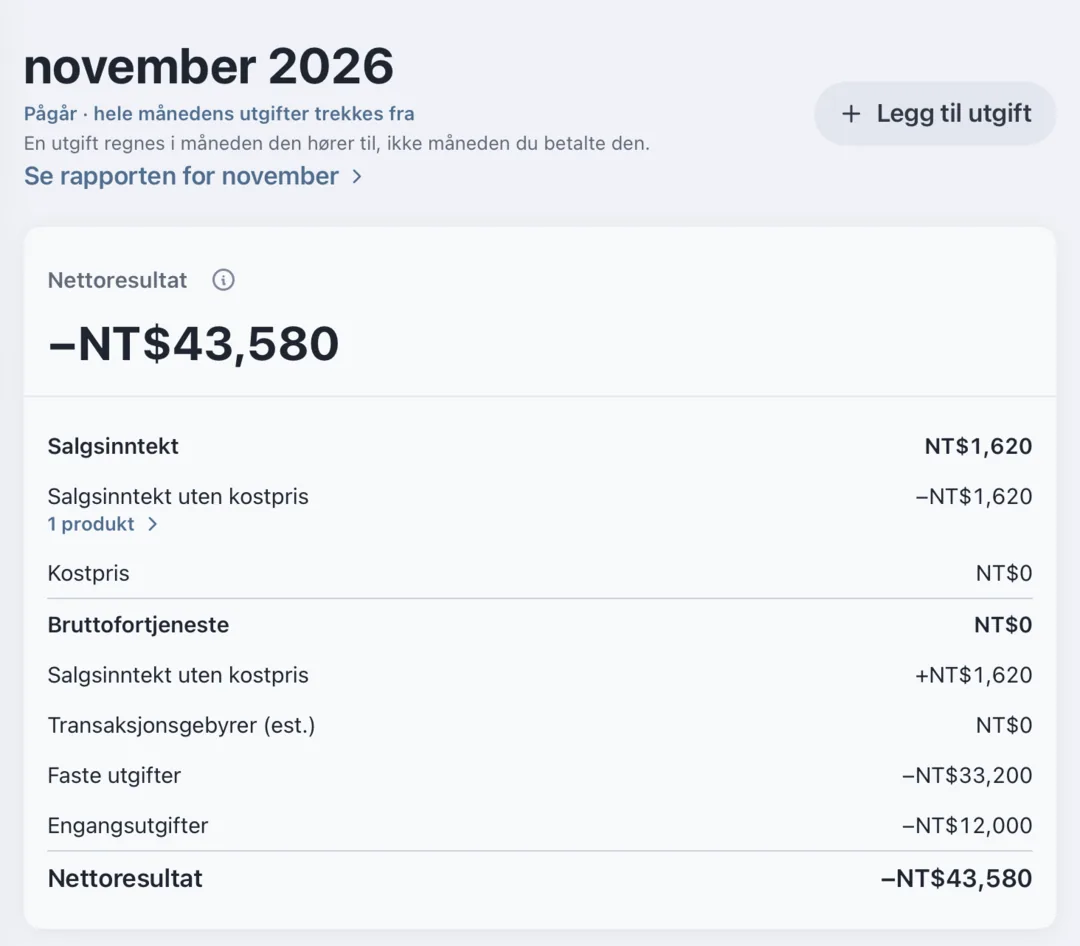 november 2026
Pågår · hele månedens utgifter trekkes fra
En utgift regnes i måneden den hører til, ikke måneden du betalte den.
Se rapporten for november >
+ Legg til utgift
Nettoresultat
–NT$43,580
Salgsinntekt NT$1,620
Salgsinntekt uten kostpris –NT$1,620
1 produkt >
Kostpris NT$0
Bruttofortjeneste NT$0
Salgsinntekt uten kostpris +NT$1,620
Transaksjonsgebyrer (est.) NT$0
Faste utgifter –NT$33,200
Engangsutgifter –NT$12,000
Nettoresultat –NT$43,580